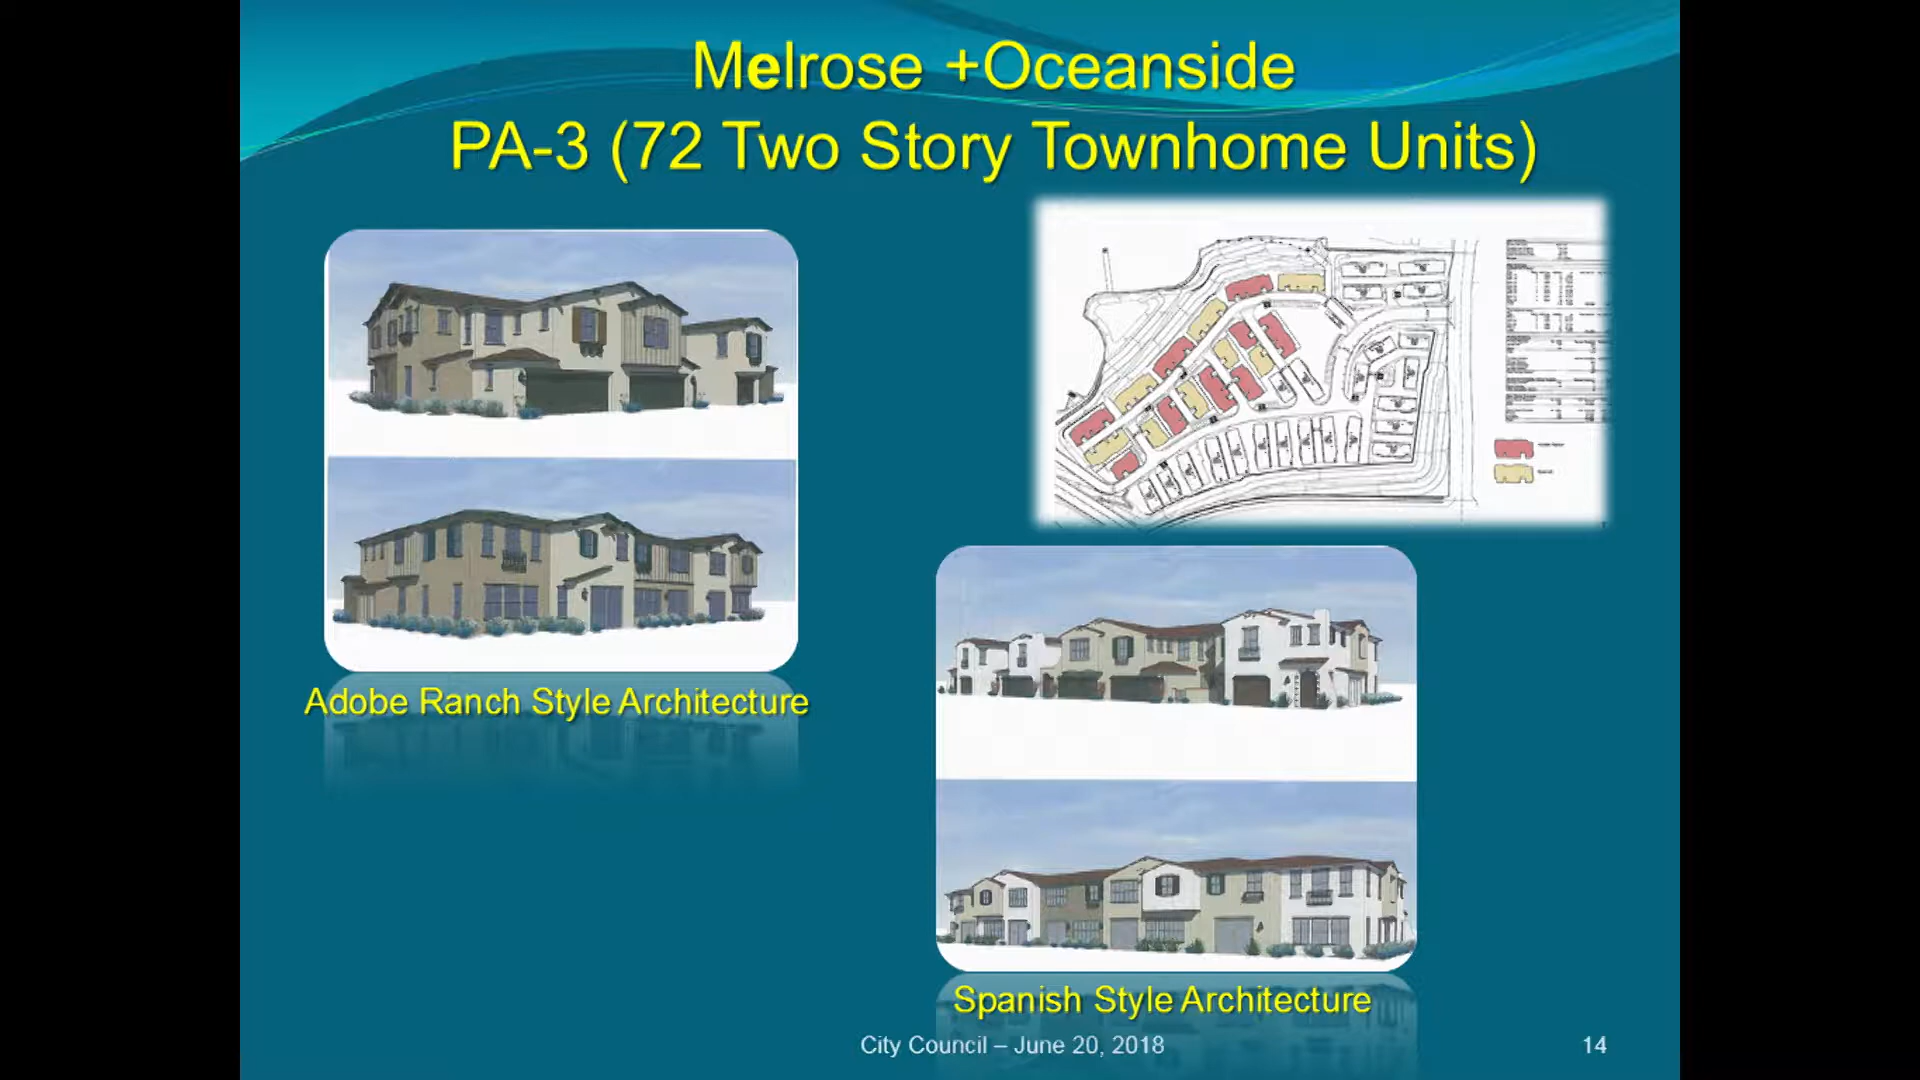 Melrose +Oceanside
PA-3 (72 Two Story Townhome Units)
Adobe Ranch Style Architecture
Spanish Style Architecture
City Council – June 20, 2018
14